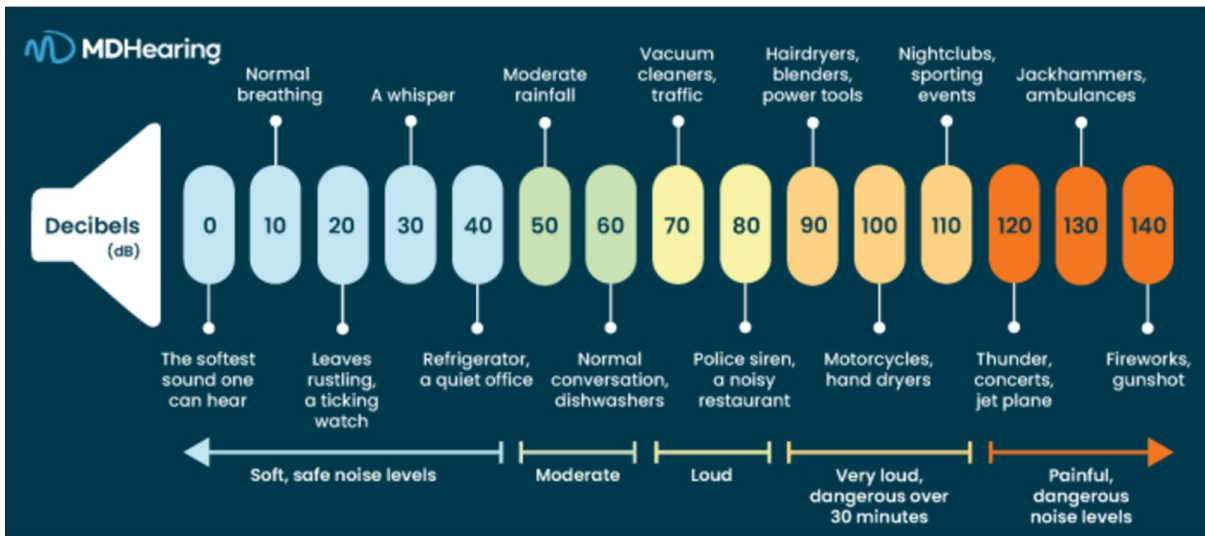 MDHearing
Normal
breathing
A whisper
Moderate
rainfall
Vacuum
cleaners,
traffic
Hairdryers,
blenders,
power tools
Nightclubs,
sporting
events
Jackhammers,
ambulances
Decibels
(dB)
0 10 20 30 40 50 60 70 80 90 100 110 120 130 140
The softest
sound one
can hear
Leaves
rustling,
a ticking
watch
Refrigerator,
a quiet office
Normal
conversation,
dishwashers
Police siren,
a noisy
restaurant
Motorcycles,
hand dryers
Thunder,
concerts,
jet plane
Fireworks,
gunshot
Soft, safe noise levels
Moderate
Loud
Very loud,
dangerous over
30 minutes
Painful,
dangerous
noise levels